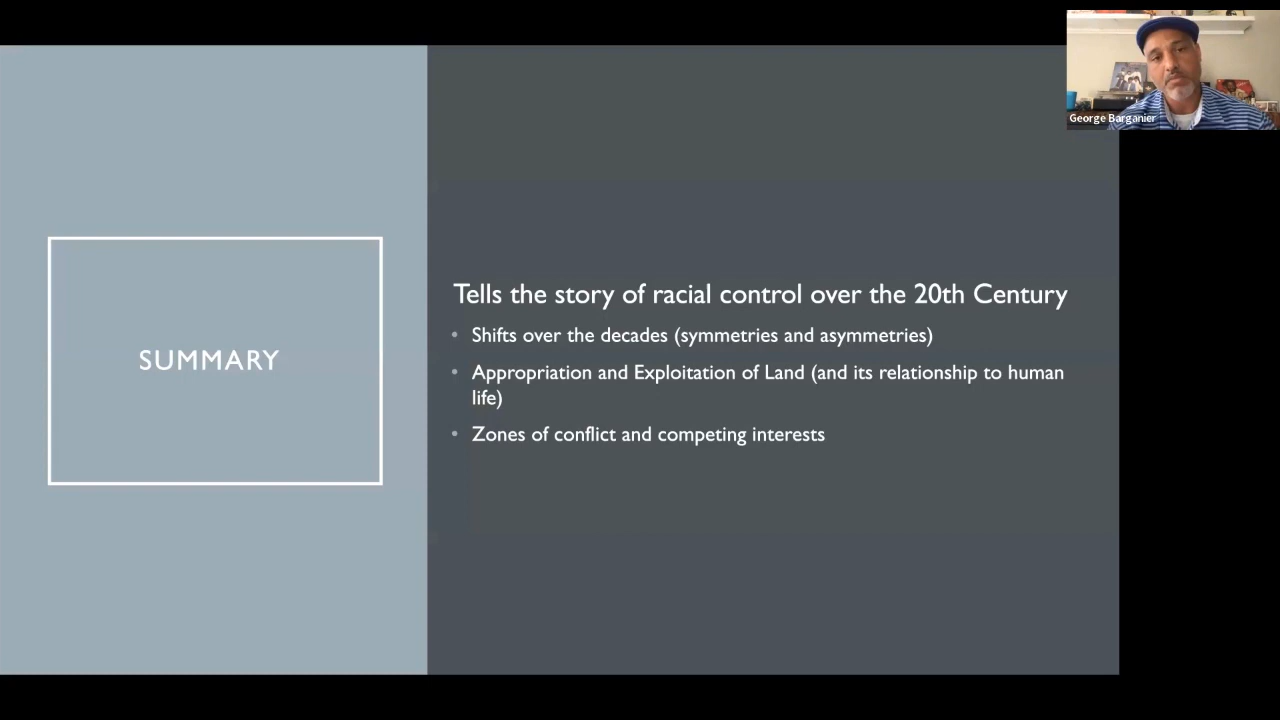 George Barganier
SUMMARY
Tells the story of racial control over the 20th Century
• Shifts over the decades (symmetries and asymmetries)
• Appropriation and Exploitation of Land (and its relationship to human
life)
• Zones of conflict and competing interests